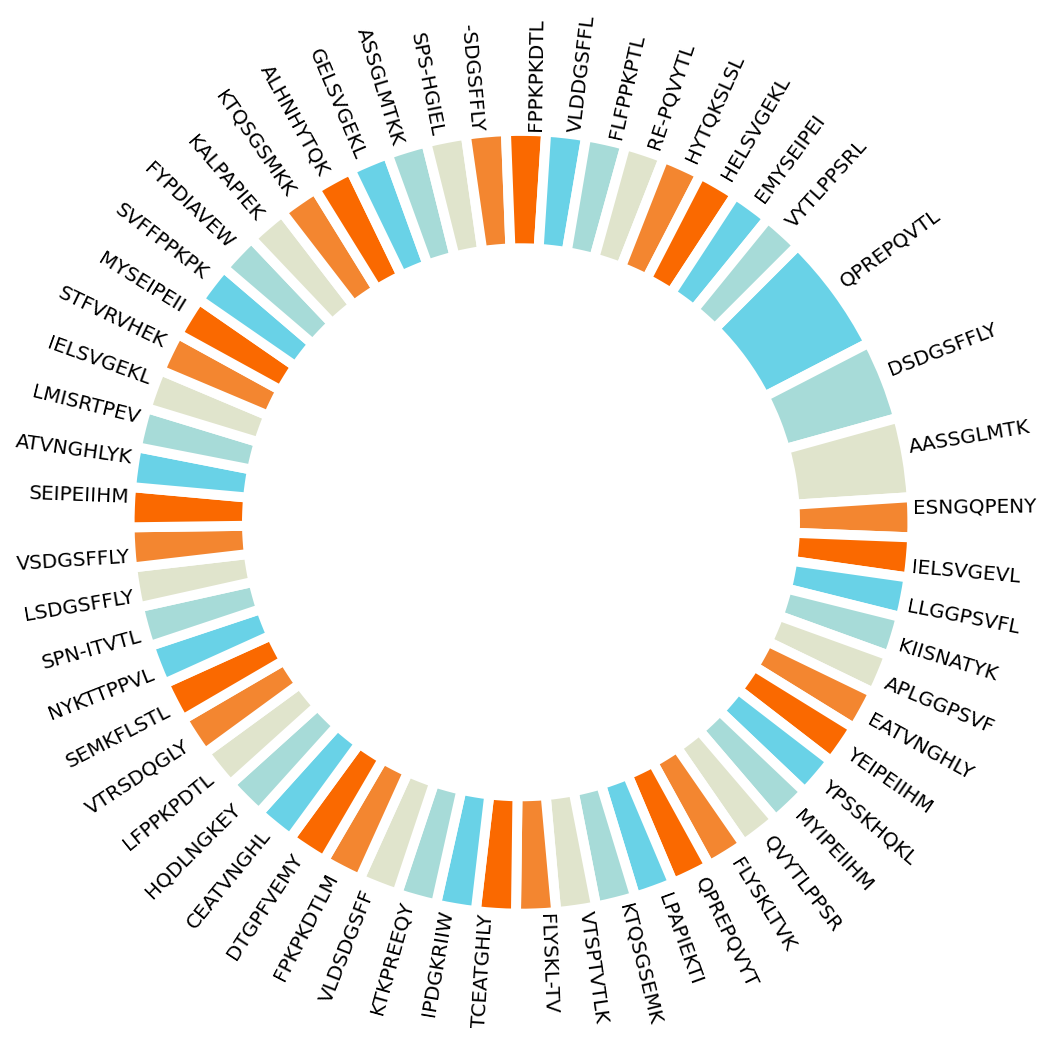 FPPKPKDTL
VLDDGSFFL
FLFPPKPTL
RE-PQVYTL
HYTQKSLSL
HELSVGEKL
EMYSEIPEI
VYTLPPSRL
QPREPQVTL
DSDGSFFLY
AASSGLMTK
ESNGQPENY
IELSVGEVL
LLGGPSVFL
KIISNATYK
APLGGPSVF
EATVNGHLY
YEIPEIIHM
YPSSKHQKL
MYIPEIIHM
QVYTLPPSR
FLYSKLTVK
QPREPQVYT
LPAPIEKTI
KTQSGSEMK
VTSPTVTLK
FLYSKL-TV
TCEATGHLY
IPDGKRIIW
KTKPREEQY
VLDSDGSFF
FPKPKDTLM
DTGPFVEMY
CEATVNGHL
HQDLNGKEY
LFPPKPDTL
VTRSDQGLY
SEMKFLSTL
NYKTTPPVL
SPN-ITVTL
LSDGSFFLY
VSDGSFFLY
SEIPEIIHM
ATVNGHLYK
LMISRTPEV
IELSVGEKL
STFVRVHEK
MYSEIPEII
SVFFPPKPK
FYPDIAVEW
KALPAPIEK
KTQSGSMKK
ALHNHYTQK
GELSVGEKL
ASSGLMTKK
SPS-HGIEL
-SDGSFFLY